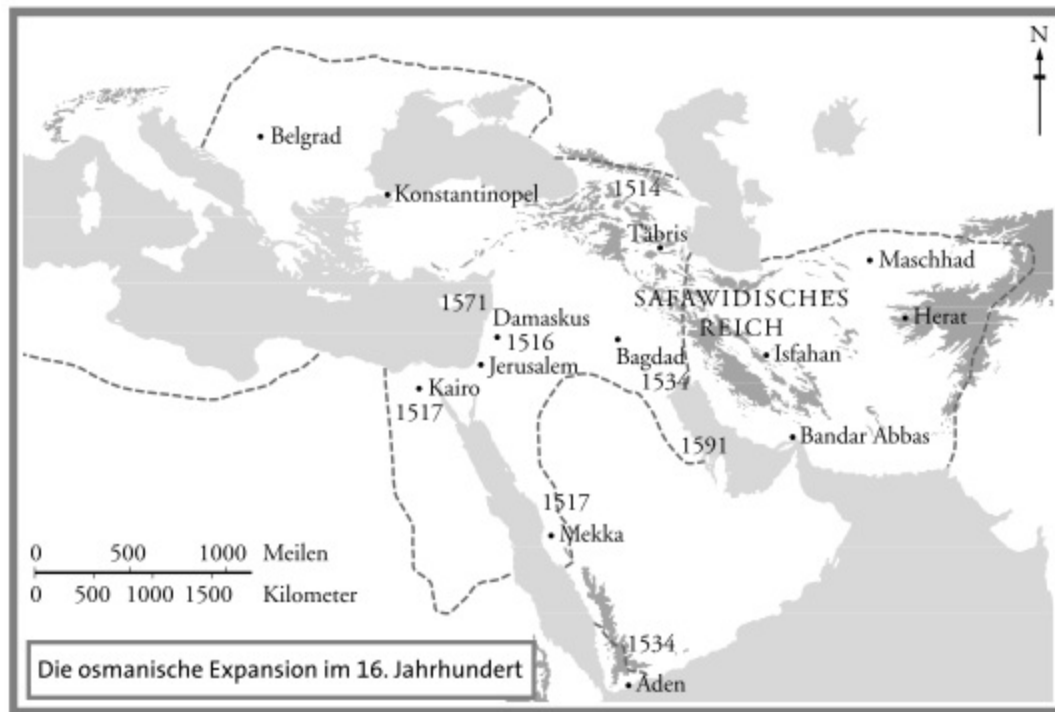 N
Belgrad
Konstantinopel
1514
Täbris
Maschhad
SAFAWIDISCHES
REICH
Herat
1571
Damaskus
1516
Jerusalem
Bagdad
1534
Isfahan
Kairo
1517
Bandar Abbas
1591
1517
Mekka
0 500 1000 Meilen
0 500 1000 1500 Kilometer
1534
Aden
Die osmanische Expansion im 16. Jahrhundert